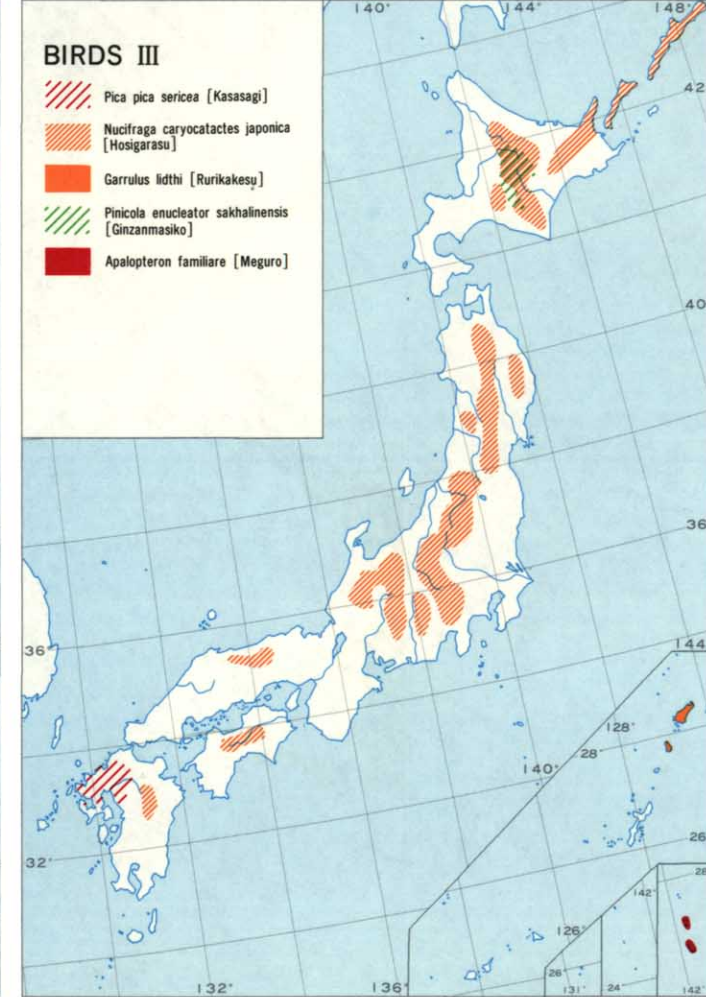 140° 144° 148°
BIRDS III
Pica pica sericea [Kasasagi]
Nucifraga caryocatactes japonica
[Hosigarasu]
Garrulus lidthi [Rurikakesu]
Pinicola enucleator sakhalinensis
[Ginzanmasiko]
Apalopteron familiare [Meguro]
42
40
36
36°
144
128°
28°
140°
32°
26
28
142°
126°
26°
132° 136° 131° 24 142°